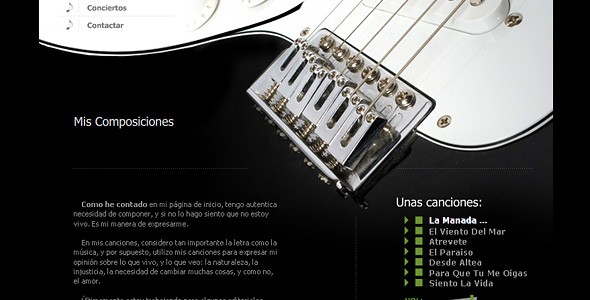 Conciertos
Contactar
Mis Composiciones
Como he contado en mi página de inicio, tengo autentica
necesidad de componer, y si no lo hago siento que no estoy
vivo. Es mi manera de expresarme.
En mis canciones, considero tan importante la letra como la
música, y por supuesto, utilizo mis canciones para expresar mi
opinión sobre lo que vivo, y lo que veo: la naturaleza, la
injusticia, la necesidad de cambiar muchas cosas, y como no,
el amor.
Unas canciones:
La Manada ...
El Viento Del Mar
Atrevete
El Paraiso
Desde Altea
Para Que Tu Me Oigas
Siento La Vida